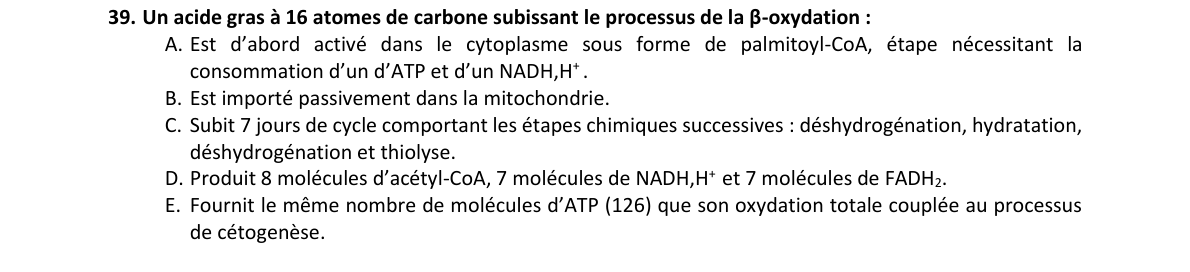 39. Un acide gras à 16 atomes de carbone subissant le processus de la β-oxydation :
A. Est d’abord activé dans le cytoplasme sous forme de palmitoyl-CoA, étape nécessitant la
consommation d’un d’ATP et d’un NADH,H⁺ .
B. Est importé passivement dans la mitochondrie.
C. Subit 7 jours de cycle comportant les étapes chimiques successives : déshydrogénation, hydratation,
déshydrogénation et thiolyse.
D. Produit 8 molécules d’acétyl-CoA, 7 molécules de NADH,H⁺ et 7 molécules de FADH₂.
E. Fournit le même nombre de molécules d’ATP (126) que son oxydation totale couplée au processus
de cétogenèse.